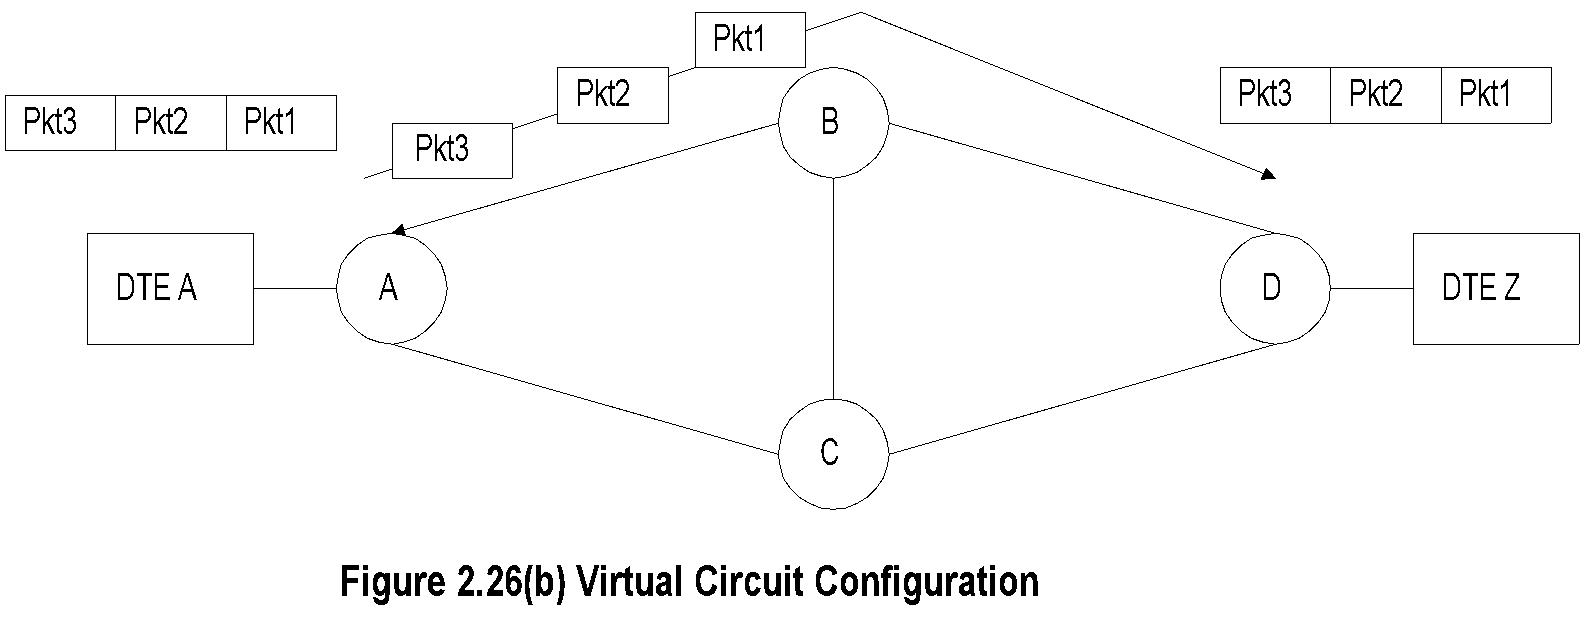 Pkt1
Pkt2
Pkt3
Pkt3 Pkt2 Pkt1
Pkt3 Pkt2 Pkt1
B
DTE A
A
D
DTE Z
C
Figure 2.26(b) Virtual Circuit Configuration